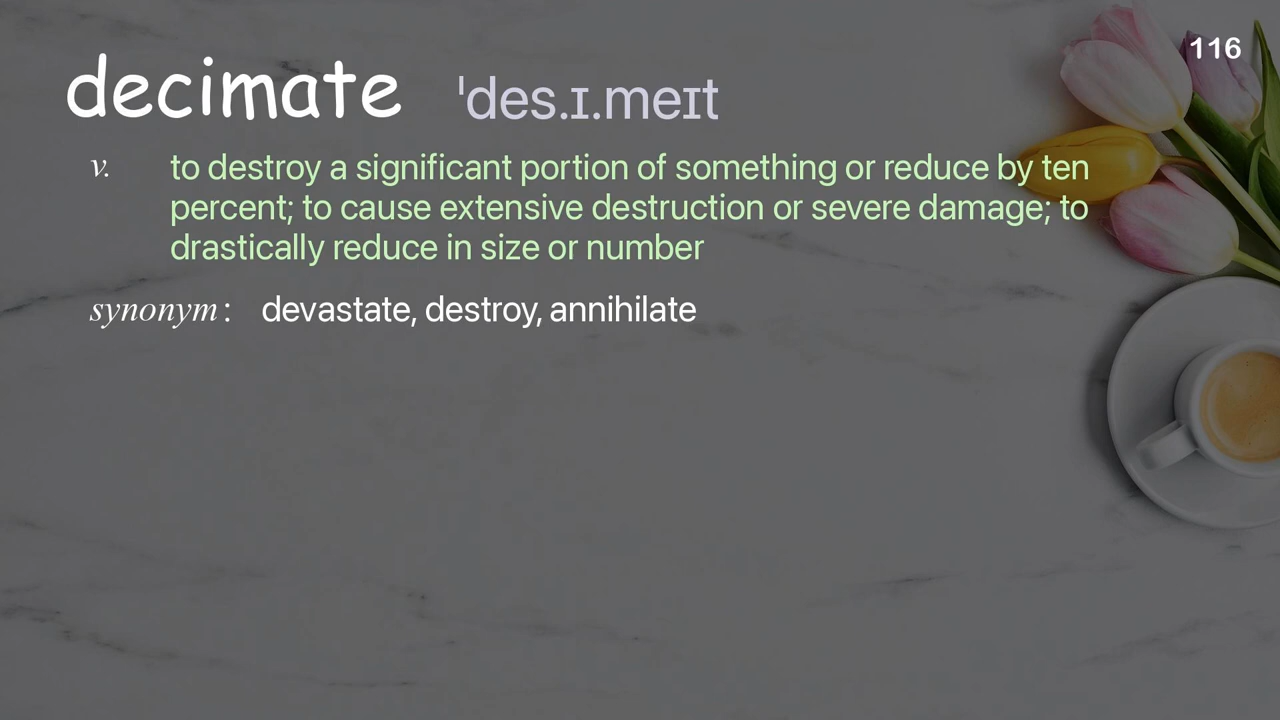 116
decimate ˈdes.ɪ.meɪt
v. to destroy a significant portion of something or reduce by ten
percent; to cause extensive destruction or severe damage; to
drastically reduce in size or number
synonym: devastate, destroy, annihilate